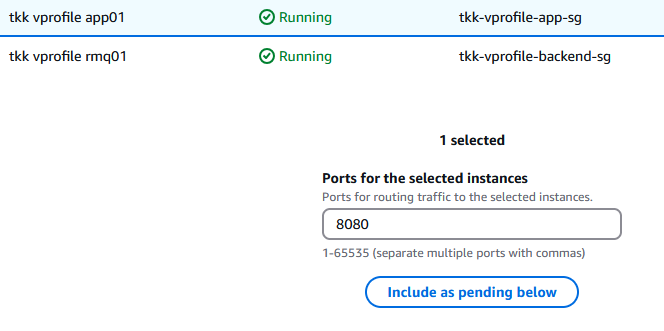 tkk vprofile app01 Running tkk-vprofile-app-sg
tkk vprofile rmq01 Running tkk-vprofile-backend-sg
1 selected
Ports for the selected instances
Ports for routing traffic to the selected instances.
8080
1-65535 (separate multiple ports with commas)
Include as pending below